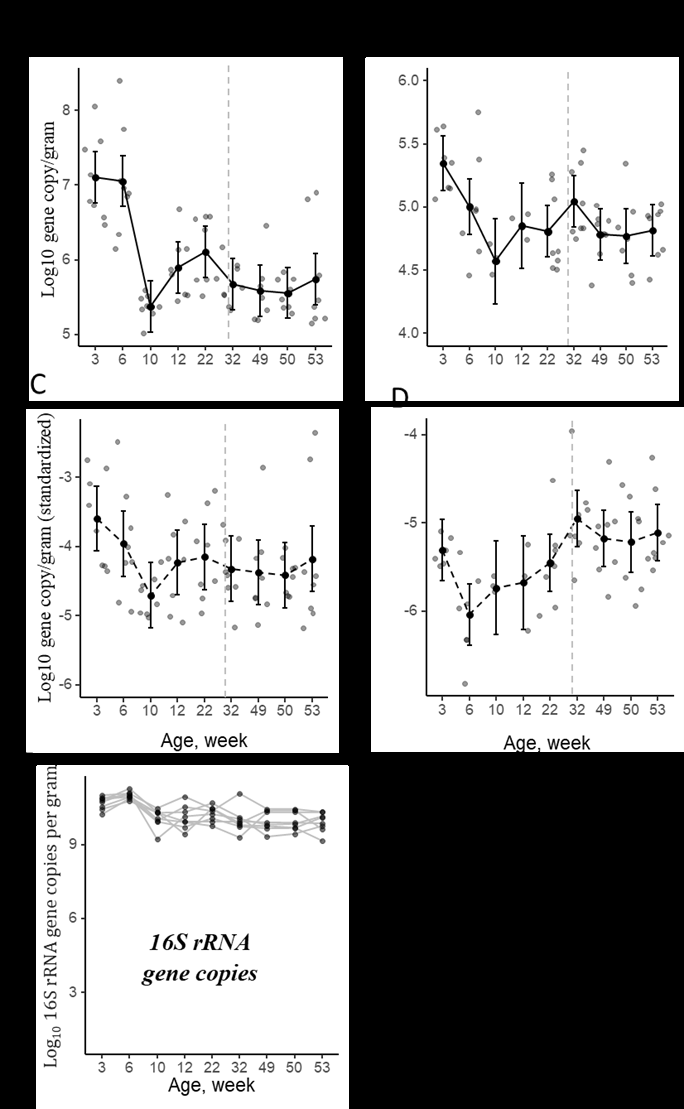 Log10 gene copy/gram
8
7
6
5
3 6 10 12 22 32 49 50 53
6.0
5.5
5.0
4.5
4.0
3 6 10 12 22 32 49 50 53
C
D
Log10 gene copy/gram (standardized)
-3
-4
-5
-6
3 6 10 12 22 32 49 50 53
Age, week
-4
-5
-6
3 6 10 12 22 32 49 50 53
Age, week
Log₁₀ 16S rRNA gene copies per gram
9
6
3
16S rRNA
gene copies
3 6 10 12 22 32 49 50 53
Age, week